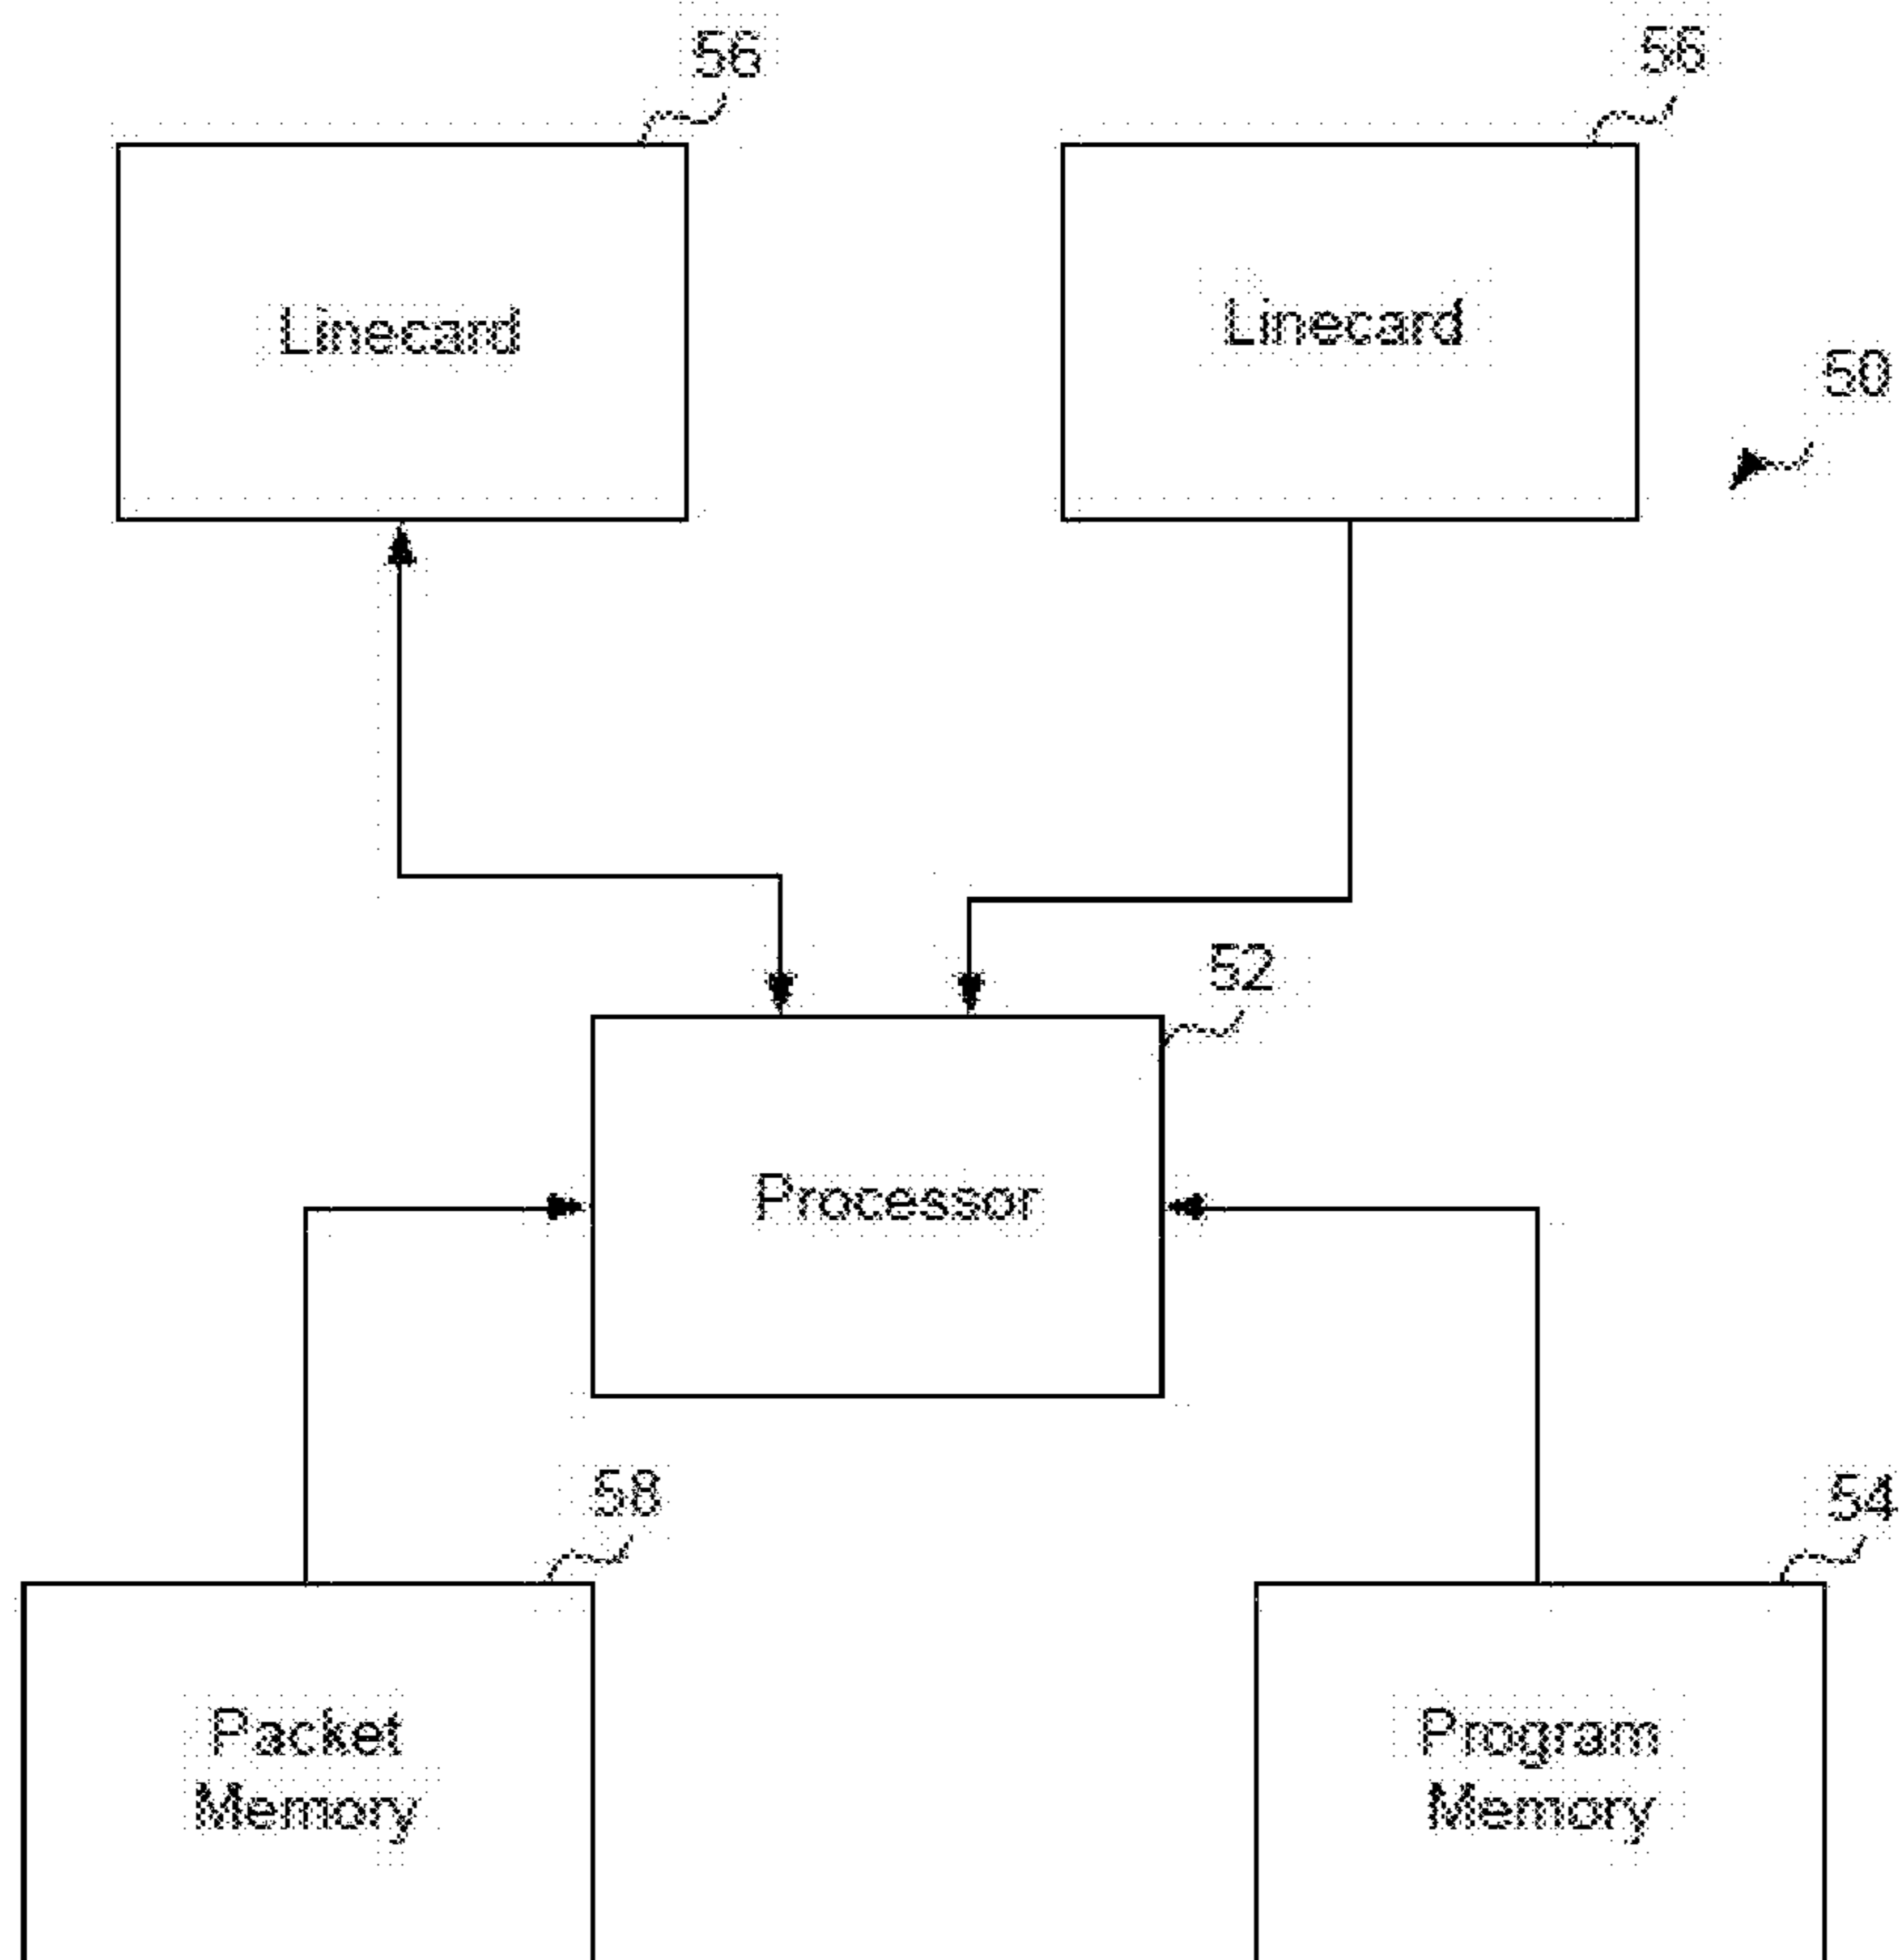 56
56
Linecard
Linecard
50
52
Processor
58
54
Packet
Memory
Program
Memory